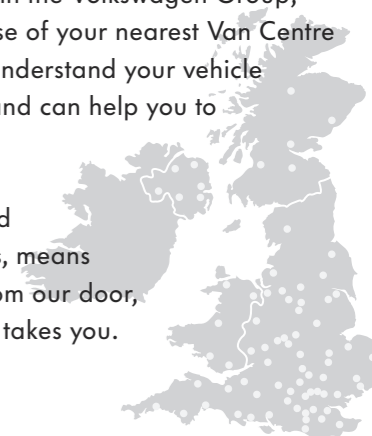 in the Volkswagen Group,
se of your nearest Van Centre
nderstand your vehicle
nd can help you to
d
s, means
om our door,
takes you.